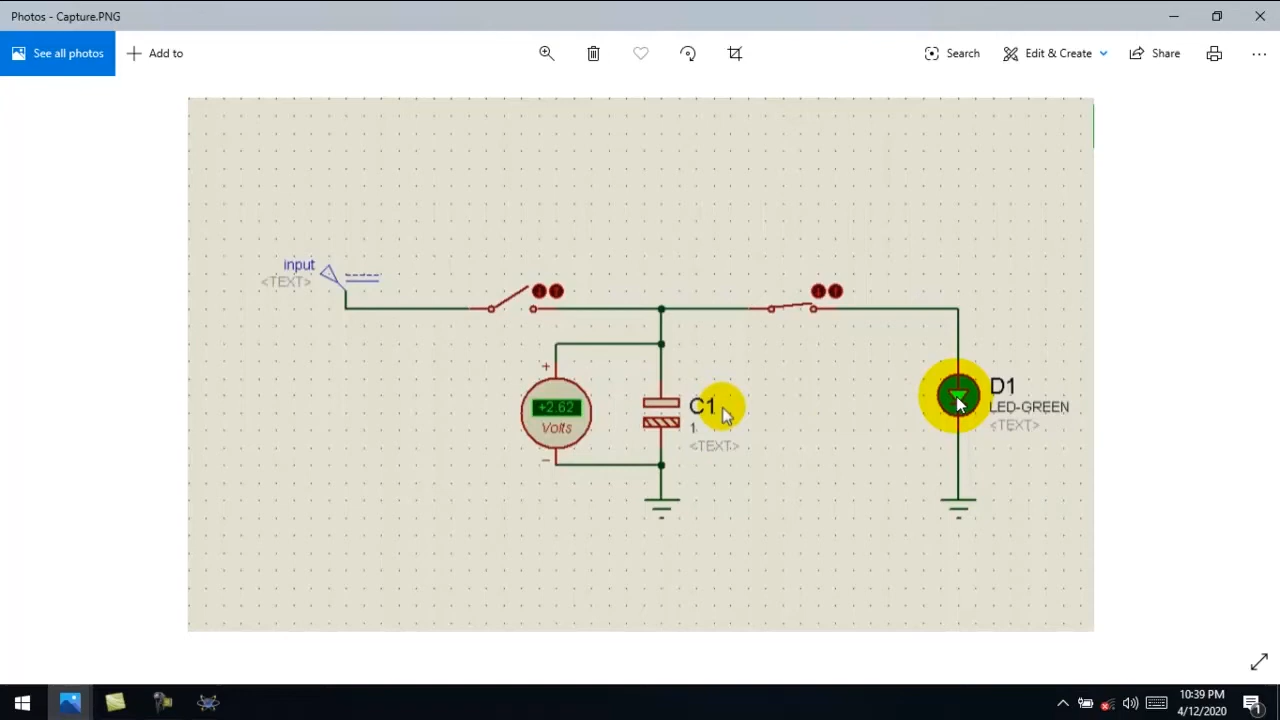 Photos - Capture.PNG
See all photos
Add to
Search
Edit & Create
Share
input
<TEXT>
+
+2.62
Volts
−
C1
1
<TEXT>
D1
LED-GREEN
<TEXT>
10:39 PM
4/12/2020
1